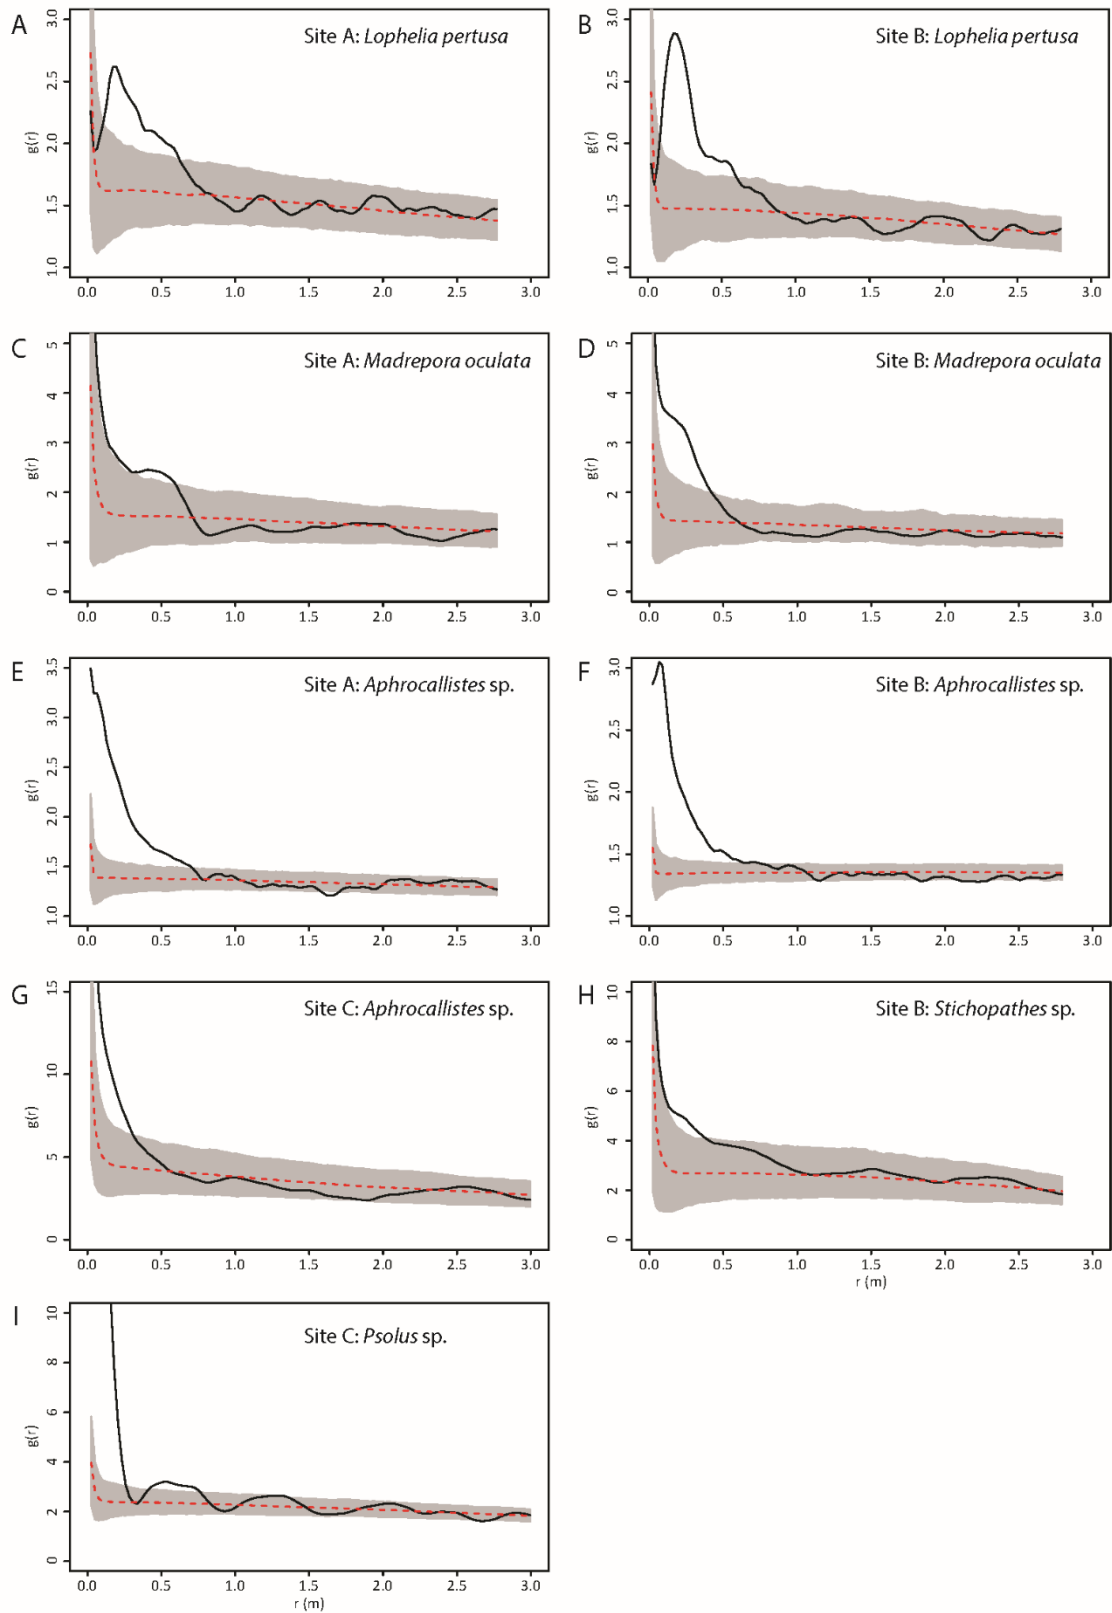 A
Site A: Lophelia pertusa
g(r)
3.0
2.5
2.0
1.5
1.0
0.0 0.5 1.0 1.5 2.0 2.5 3.0
B
Site B: Lophelia pertusa
g(r)
3.0
2.5
2.0
1.5
1.0
0.0 0.5 1.0 1.5 2.0 2.5 3.0
C
Site A: Madrepora oculata
g(r)
5
4
3
2
1
0
0.0 0.5 1.0 1.5 2.0 2.5 3.0
D
Site B: Madrepora oculata
g(r)
5
4
3
2
1
0
0.0 0.5 1.0 1.5 2.0 2.5 3.0
E
Site A: Aphrocallistes sp.
g(r)
3.5
3.0
2.5
2.0
1.5
1.0
0.0 0.5 1.0 1.5 2.0 2.5 3.0
F
Site B: Aphrocallistes sp.
g(r)
3.0
2.5
2.0
1.5
1.0
0.0 0.5 1.0 1.5 2.0 2.5 3.0
G
Site C: Aphrocallistes sp.
g(r)
15
10
5
0
0.0 0.5 1.0 1.5 2.0 2.5 3.0
H
Site B: Stichopathes sp.
g(r)
10
8
6
4
2
0
0.0 0.5 1.0 1.5 2.0 2.5 3.0
r (m)
I
Site C: Psolus sp.
g(r)
10
8
6
4
2
0
0.0 0.5 1.0 1.5 2.0 2.5 3.0
r (m)